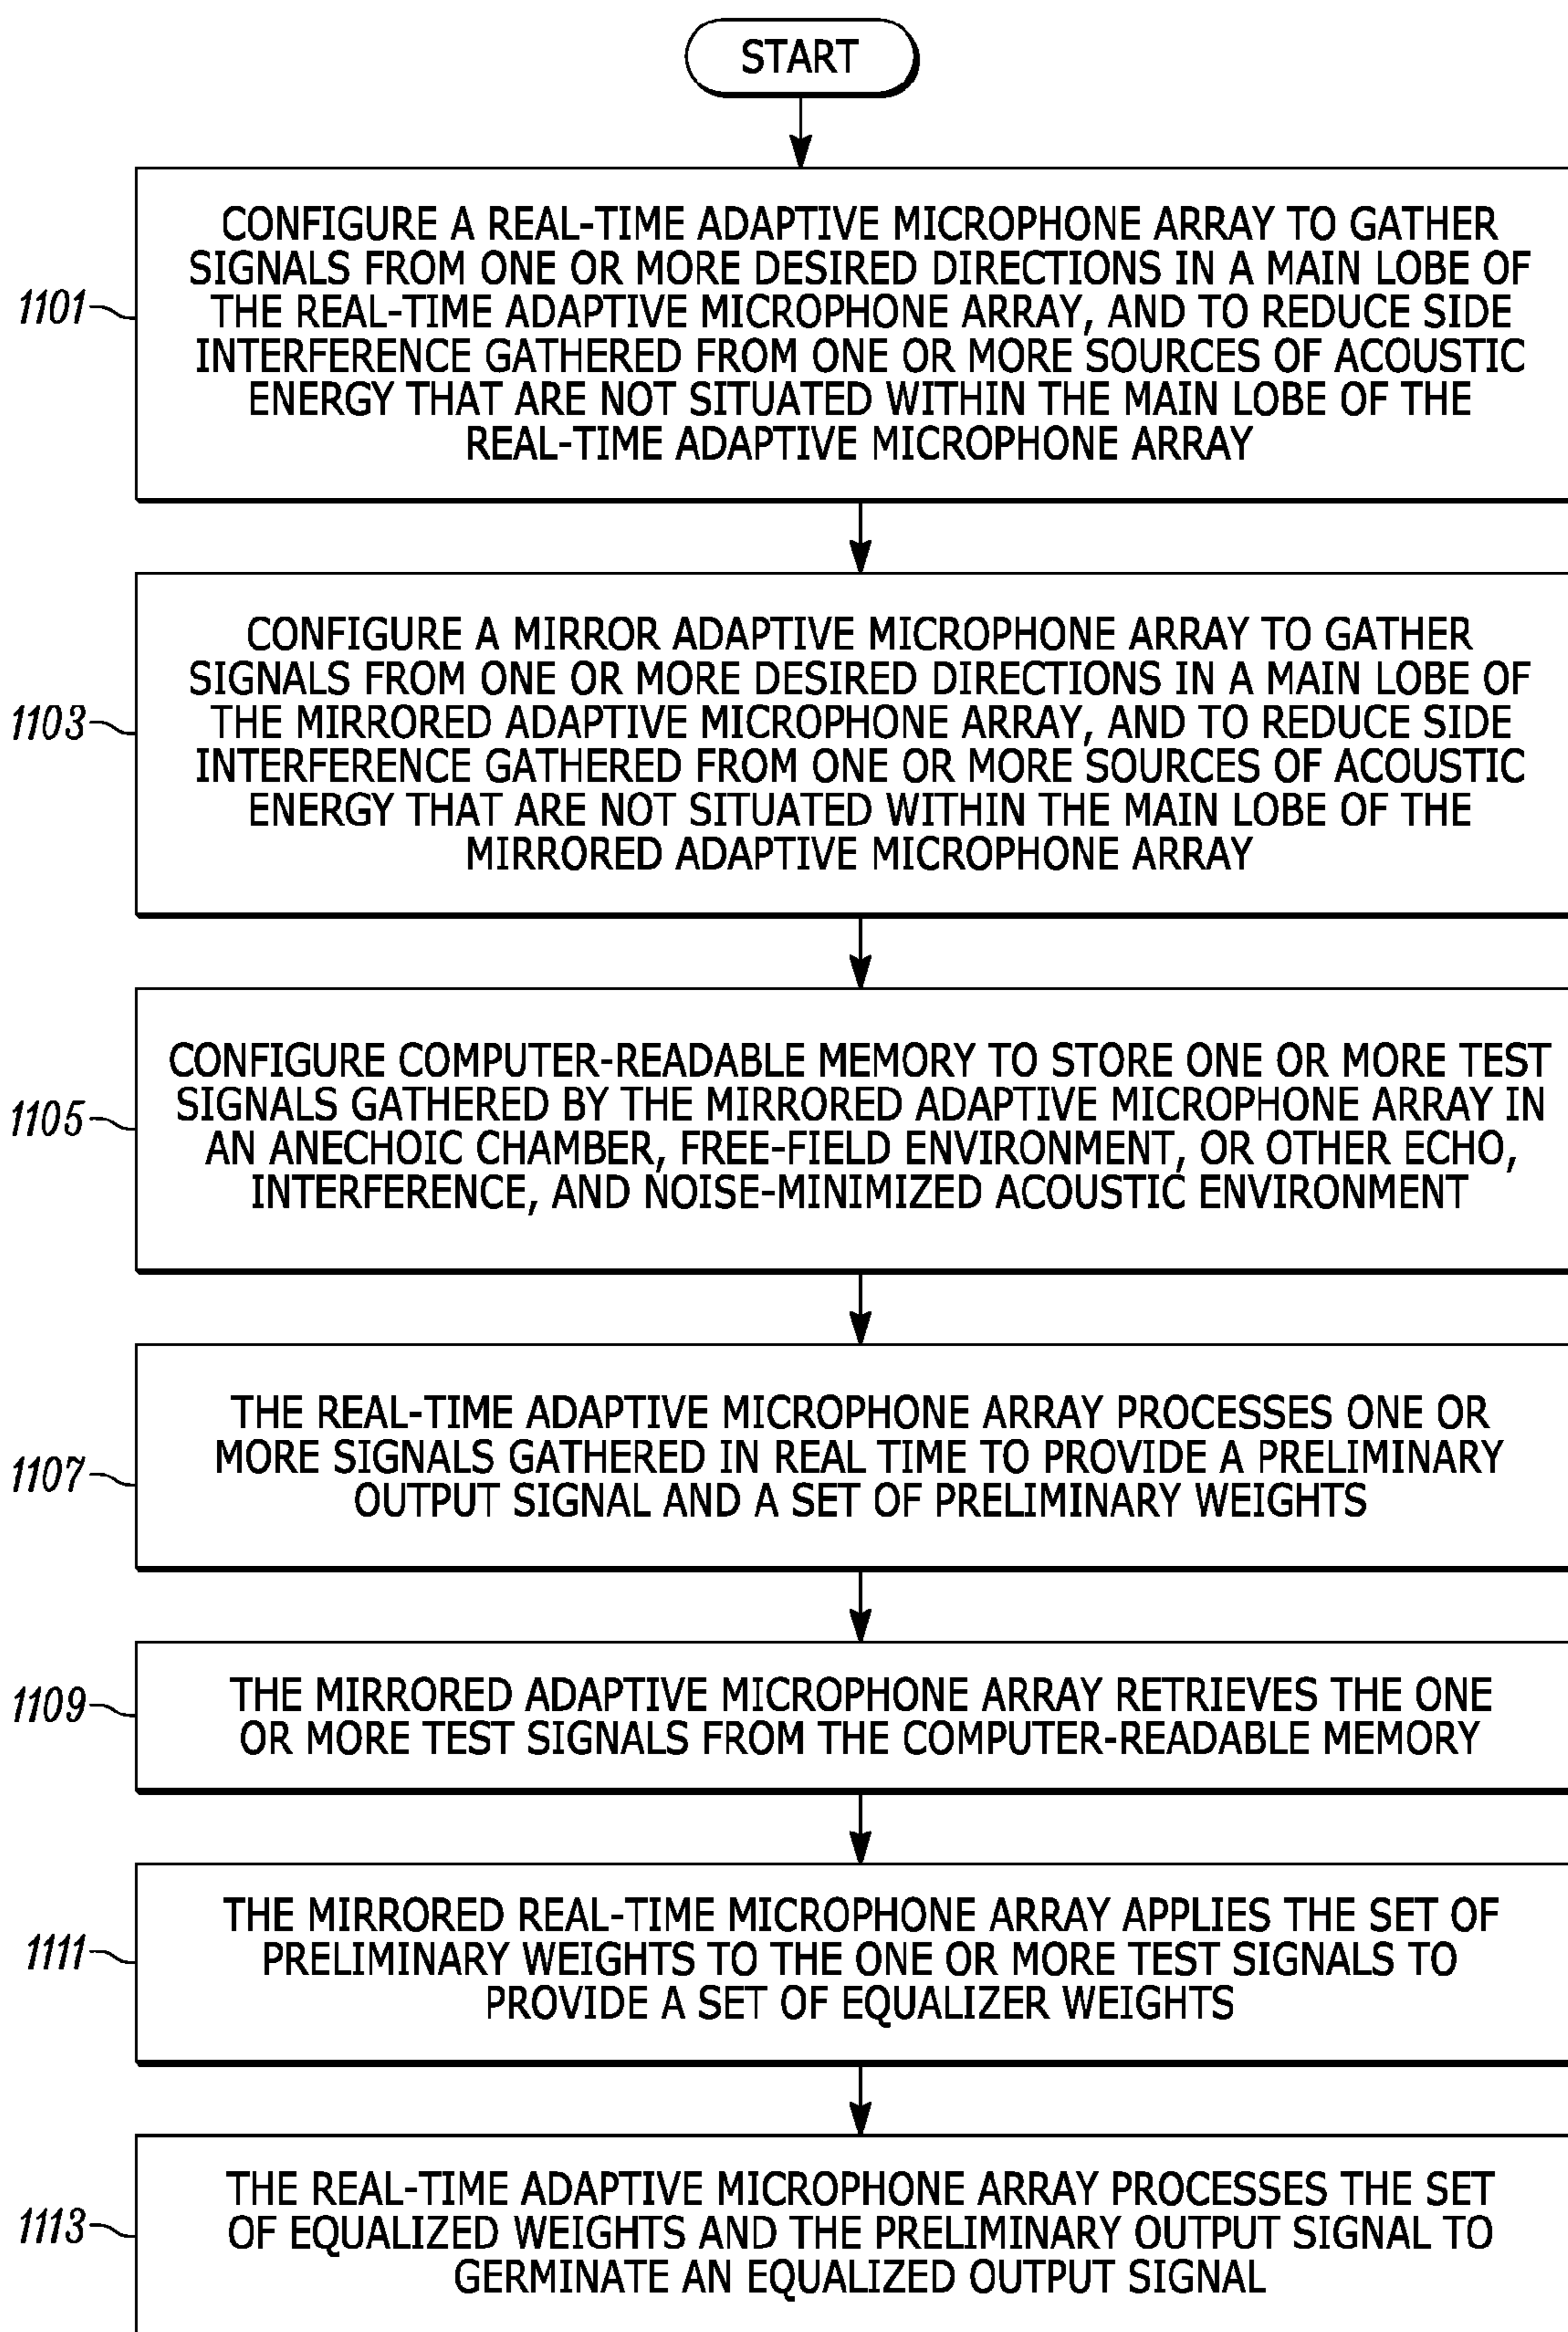 START
1101
CONFIGURE A REAL-TIME ADAPTIVE MICROPHONE ARRAY TO GATHER
SIGNALS FROM ONE OR MORE DESIRED DIRECTIONS IN A MAIN LOBE OF
THE REAL-TIME ADAPTIVE MICROPHONE ARRAY, AND TO REDUCE SIDE
INTERFERENCE GATHERED FROM ONE OR MORE SOURCES OF ACOUSTIC
ENERGY THAT ARE NOT SITUATED WITHIN THE MAIN LOBE OF THE
REAL-TIME ADAPTIVE MICROPHONE ARRAY
1103
CONFIGURE A MIRROR ADAPTIVE MICROPHONE ARRAY TO GATHER
SIGNALS FROM ONE OR MORE DESIRED DIRECTIONS IN A MAIN LOBE OF
THE MIRRORED ADAPTIVE MICROPHONE ARRAY, AND TO REDUCE SIDE
INTERFERENCE GATHERED FROM ONE OR MORE SOURCES OF ACOUSTIC
ENERGY THAT ARE NOT SITUATED WITHIN THE MAIN LOBE OF THE
MIRRORED ADAPTIVE MICROPHONE ARRAY
1105
CONFIGURE COMPUTER-READABLE MEMORY TO STORE ONE OR MORE TEST
SIGNALS GATHERED BY THE MIRRORED ADAPTIVE MICROPHONE ARRAY IN
AN ANECHOIC CHAMBER, FREE-FIELD ENVIRONMENT, OR OTHER ECHO,
INTERFERENCE, AND NOISE-MINIMIZED ACOUSTIC ENVIRONMENT
1107
THE REAL-TIME ADAPTIVE MICROPHONE ARRAY PROCESSES ONE OR
MORE SIGNALS GATHERED IN REAL TIME TO PROVIDE A PRELIMINARY
OUTPUT SIGNAL AND A SET OF PRELIMINARY WEIGHTS
1109
THE MIRRORED ADAPTIVE MICROPHONE ARRAY RETRIEVES THE ONE
OR MORE TEST SIGNALS FROM THE COMPUTER-READABLE MEMORY
1111
THE MIRRORED REAL-TIME MICROPHONE ARRAY APPLIES THE SET OF
PRELIMINARY WEIGHTS TO THE ONE OR MORE TEST SIGNALS TO
PROVIDE A SET OF EQUALIZER WEIGHTS
1113
THE REAL-TIME ADAPTIVE MICROPHONE ARRAY PROCESSES THE SET
OF EQUALIZED WEIGHTS AND THE PRELIMINARY OUTPUT SIGNAL TO
GERMINATE AN EQUALIZED OUTPUT SIGNAL